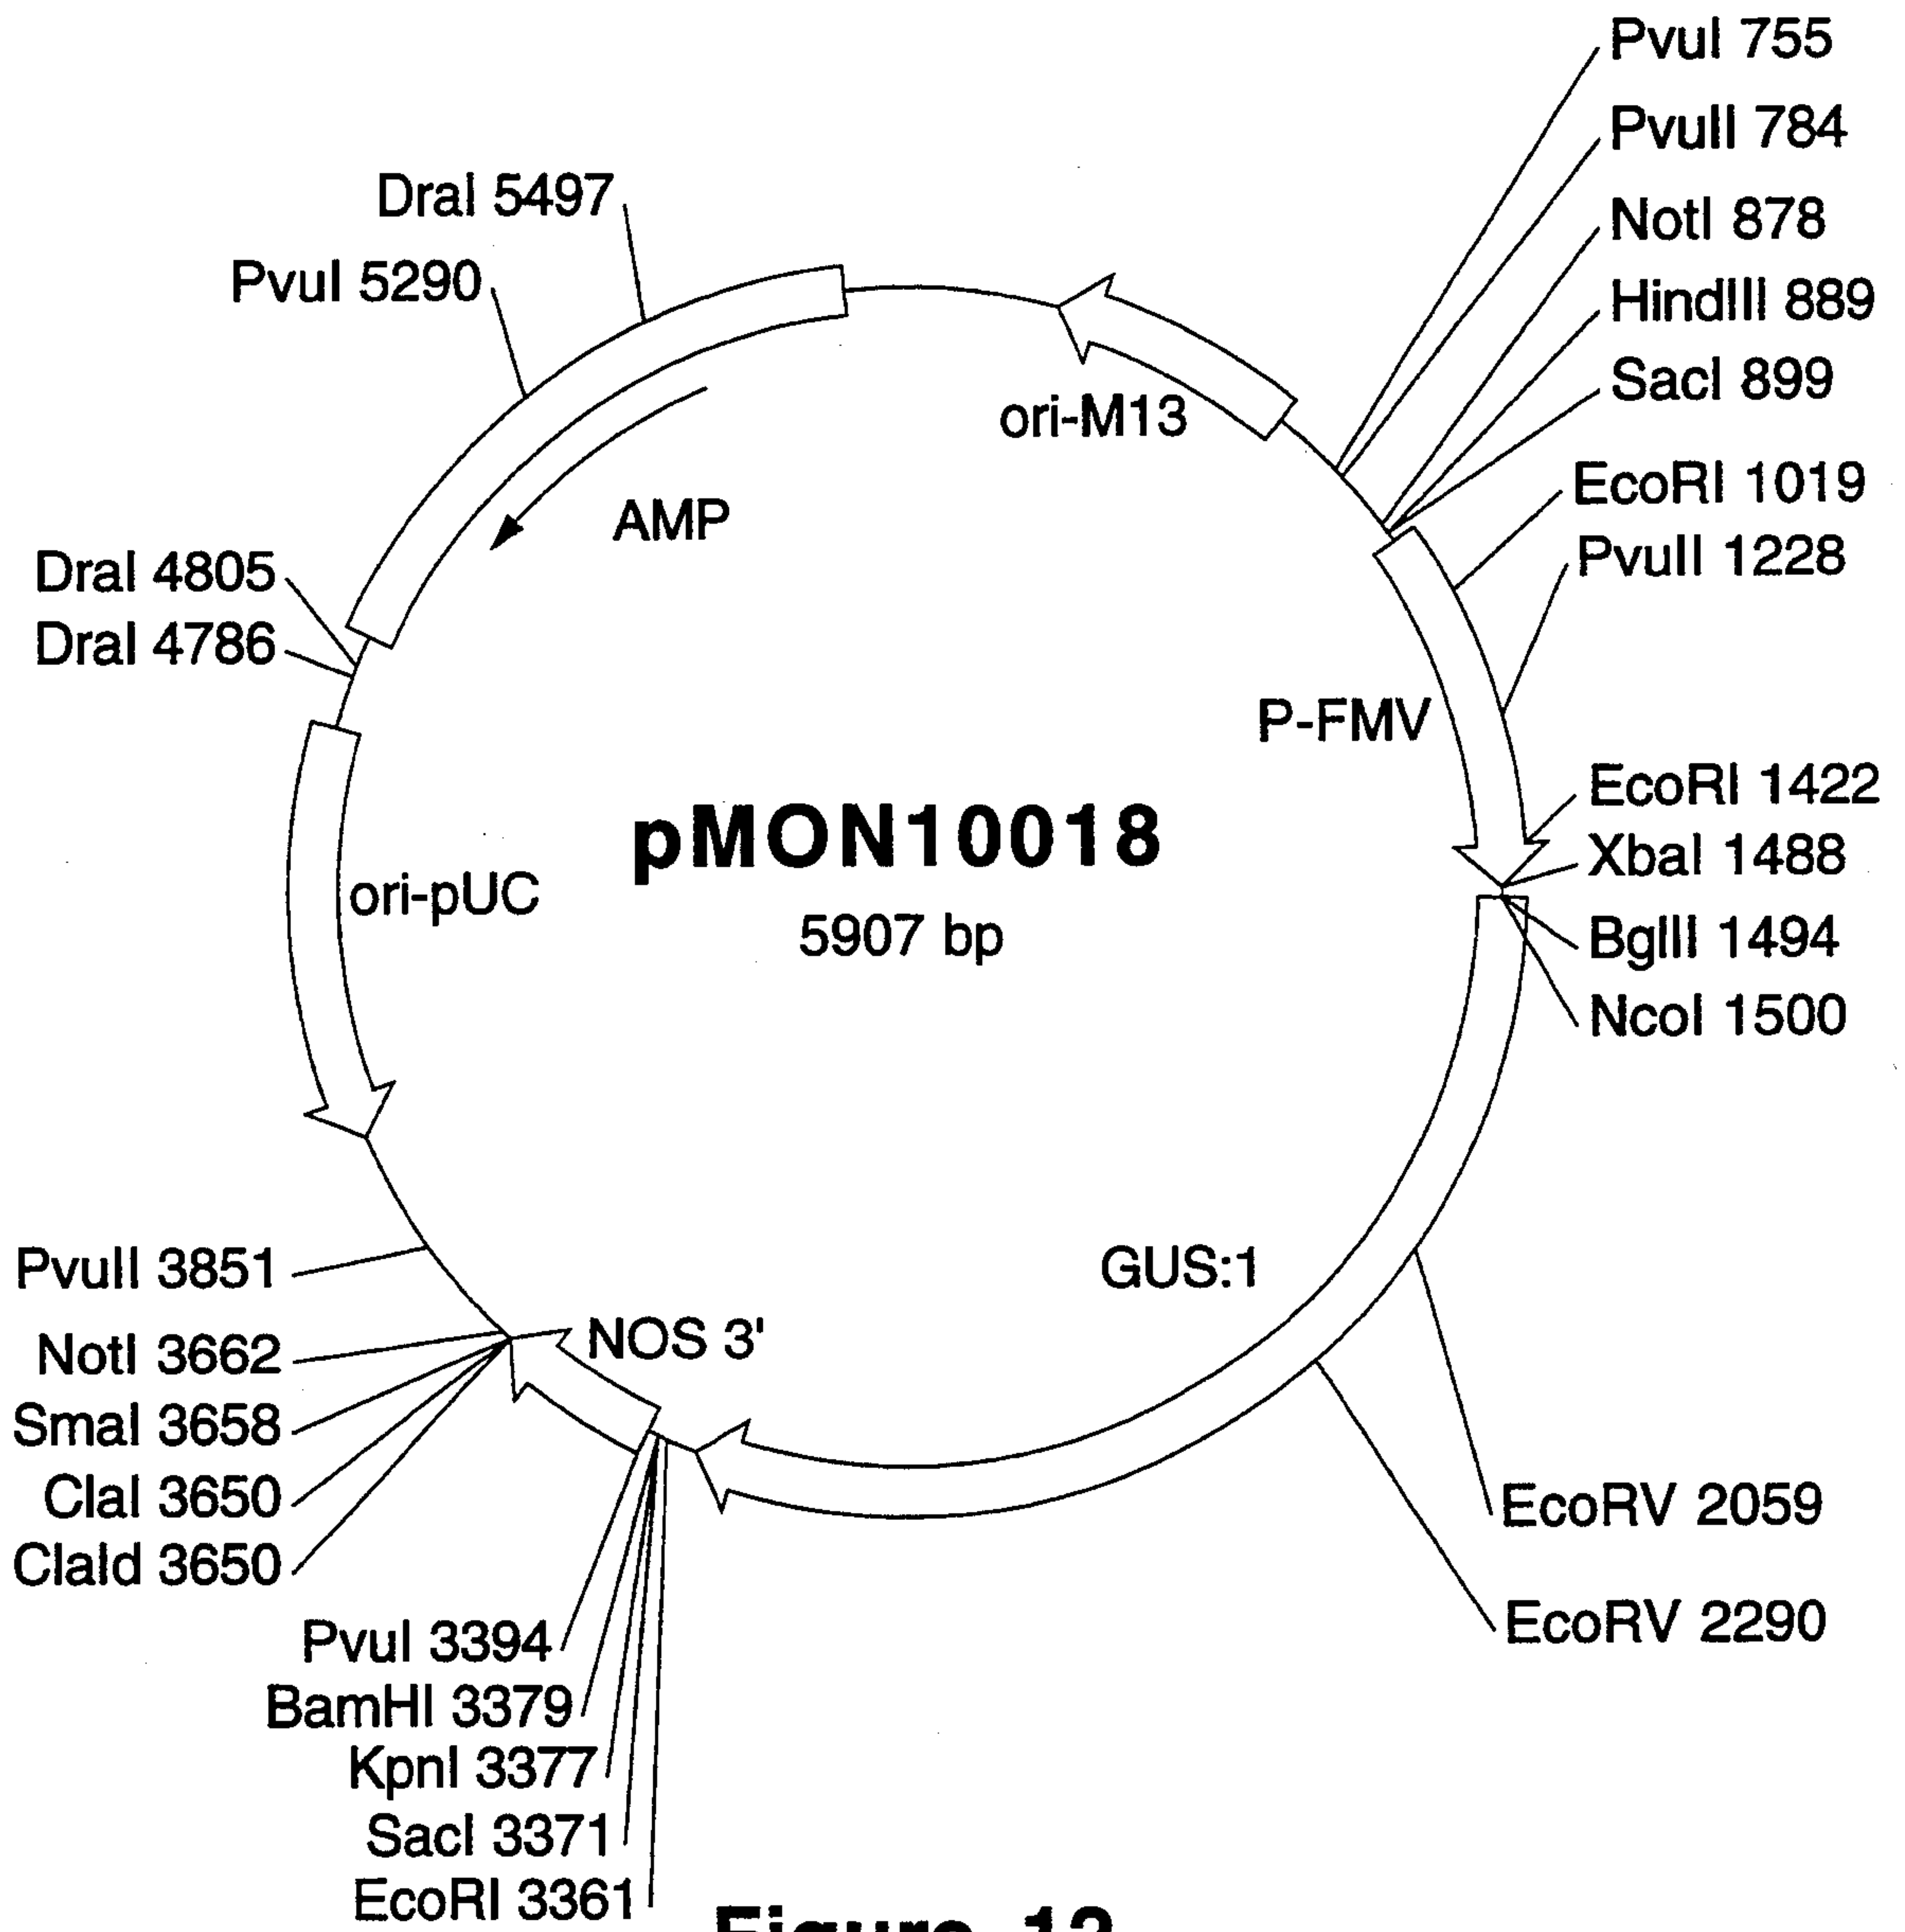 PvuI 755
PvuII 784
NotI 878
HindIII 889
SacI 899
EcoRI 1019
PvuII 1228
EcoRI 1422
XbaI 1488
BglII 1494
NcoI 1500
EcoRV 2059
EcoRV 2290
EcoRI 3361
SacI 3371
KpnI 3377
BamHI 3379
PvuI 3394
ClaId 3650
ClaI 3650
SmaI 3658
NotI 3662
PvuII 3851
DraI 4786
DraI 4805
PvuI 5290
DraI 5497
ori-M13
P-FMV
GUS:1
NOS 3'
ori-pUC
AMP
pMON10018
5907 bp
Figure